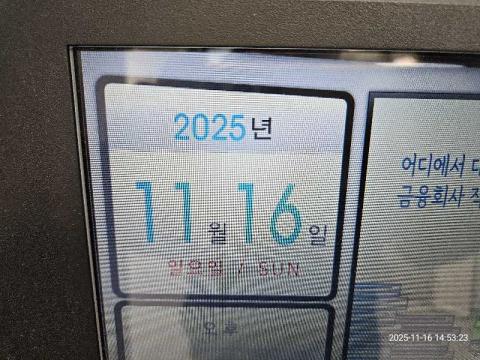 2025년
11월 16일
일요일 / SUN
오후
어디에서
금융회사
2025-11-16 14:53:23